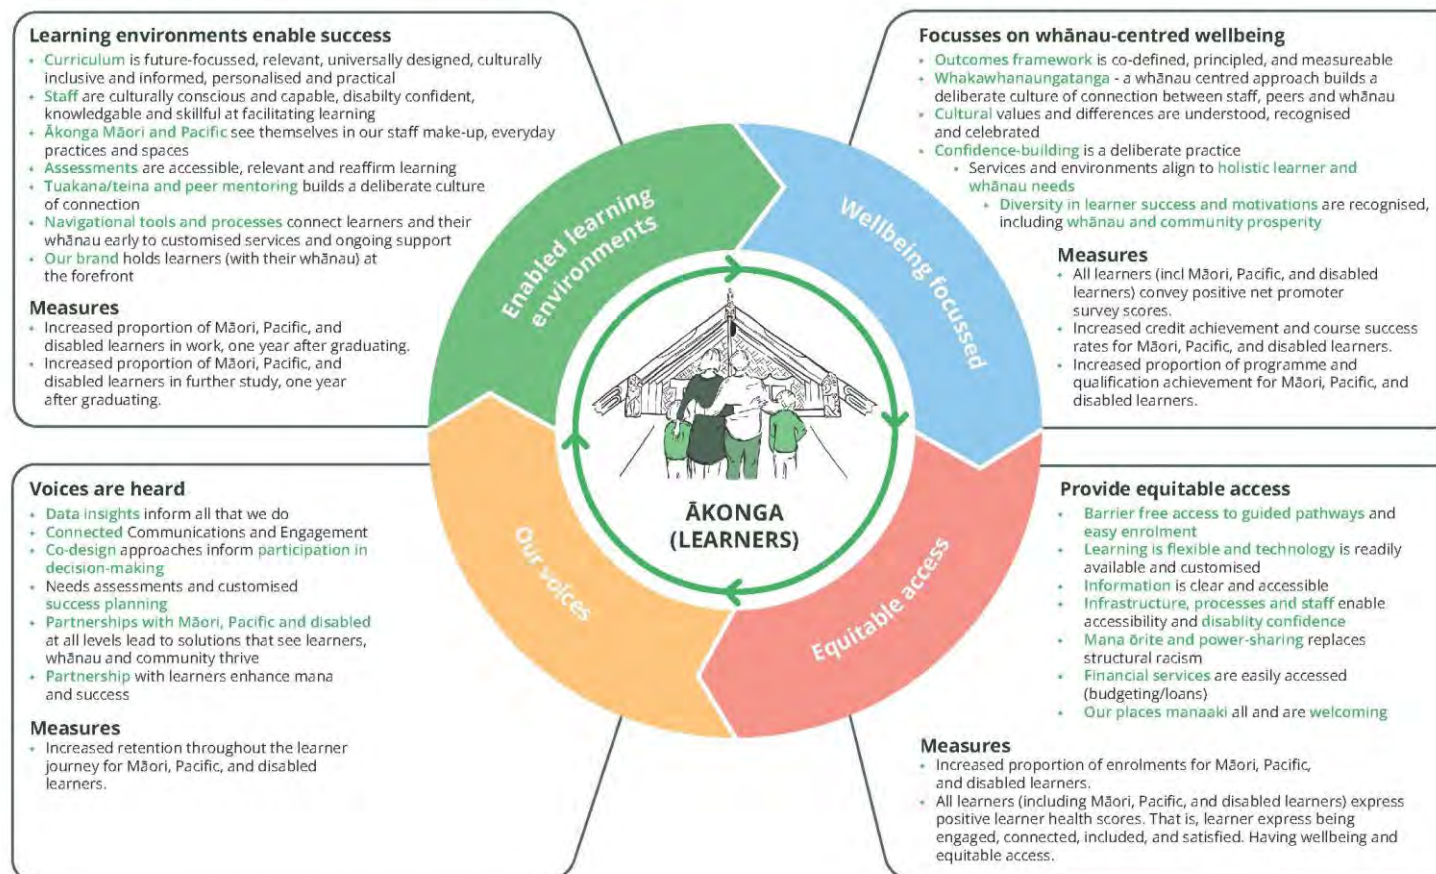 Learning environments enable success
• Curriculum is future-focussed, relevant, universally designed, culturally
inclusive and informed, personalised and practical
• Staff are culturally conscious and capable, disabilty confident,
knowledgable and skillful at facilitating learning
• Ākonga Māori and Pacific see themselves in our staff make-up, everyday
practices and spaces
• Assessments are accessible, relevant and reaffirm learning
• Tuakana/teina and peer mentoring builds a deliberate culture
of connection
• Navigational tools and processes connect learners and their
whānau early to customised services and ongoing support
• Our brand holds learners (with their whānau) at
the forefront
Measures
• Increased proportion of Māori, Pacific, and
disabled learners in work, one year after graduating.
• Increased proportion of Māori, Pacific, and
disabled learners in further study, one year
after graduating.
Focusses on whānau-centred wellbeing
• Outcomes framework is co-defined, principled, and measureable
• Whakawhanaungatanga - a whānau centred approach builds a
deliberate culture of connection between staff, peers and whānau
• Cultural values and differences are understood, recognised
and celebrated
• Confidence-building is a deliberate practice
• Services and environments align to holistic learner and
whānau needs
• Diversity in learner success and motivations are recognised,
including whānau and community prosperity
Measures
• All learners (incl Māori, Pacific, and disabled
learners) convey positive net promoter
survey scores.
• Increased credit achievement and course success
rates for Māori, Pacific, and disabled learners.
• Increased proportion of programme and
qualification achievement for Māori, Pacific, and
disabled learners.
Enabled learning
environments
Wellbeing focussed
Our voices
Equitable access
ĀKONGA
(LEARNERS)
Voices are heard
• Data insights inform all that we do
• Connected Communications and Engagement
• Co-design approaches inform participation in
decision-making
• Needs assessments and customised
success planning
• Partnerships with Māori, Pacific and disabled
at all levels lead to solutions that see learners,
whānau and community thrive
• Partnership with learners enhance mana
and success
Measures
• Increased retention throughout the learner
journey for Māori, Pacific, and disabled
learners.
Provide equitable access
• Barrier free access to guided pathways and
easy enrolment
• Learning is flexible and technology is readily
available and customised
• Information is clear and accessible
• Infrastructure, processes and staff enable
accessibility and disablity confidence
• Mana ōrite and power-sharing replaces
structural racism
• Financial services are easily accessed
(budgeting/loans)
• Our places manaaki all and are welcoming
Measures
• Increased proportion of enrolments for Māori, Pacific,
and disabled learners.
• All learners (including Māori, Pacific, and disabled learners) express
positive learner health scores. That is, learner express being
engaged, connected, included, and satisfied. Having wellbeing and
equitable access.